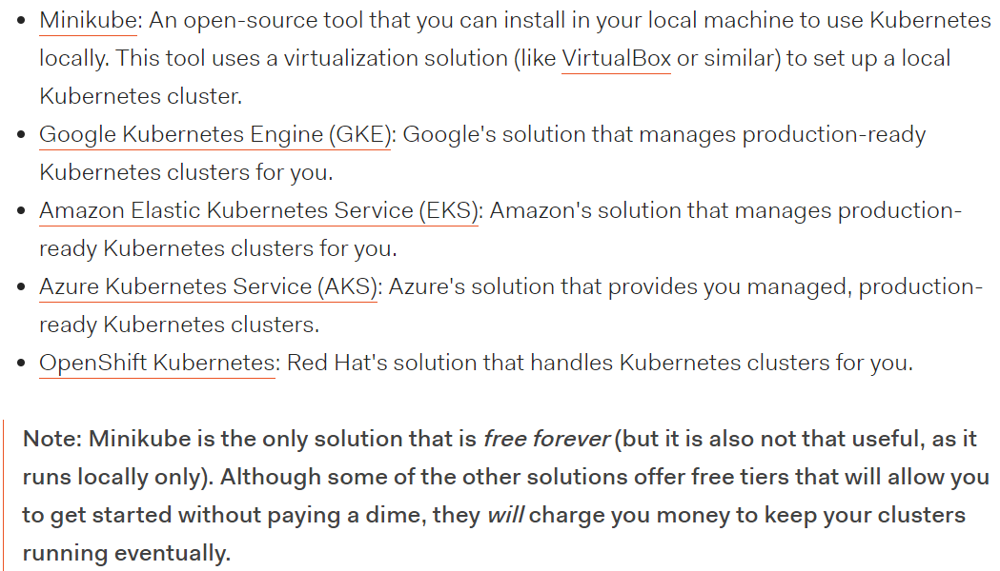 • Minikube: An open-source tool that you can install in your local machine to use Kubernetes
locally. This tool uses a virtualization solution (like VirtualBox or similar) to set up a local
Kubernetes cluster.
• Google Kubernetes Engine (GKE): Google's solution that manages production-ready
Kubernetes clusters for you.
• Amazon Elastic Kubernetes Service (EKS): Amazon's solution that manages production-
ready Kubernetes clusters for you.
• Azure Kubernetes Service (AKS): Azure's solution that provides you managed, production-
ready Kubernetes clusters.
• OpenShift Kubernetes: Red Hat's solution that handles Kubernetes clusters for you.
Note: Minikube is the only solution that is free forever (but it is also not that useful, as it
runs locally only). Although some of the other solutions offer free tiers that will allow you
to get started without paying a dime, they will charge you money to keep your clusters
running eventually.